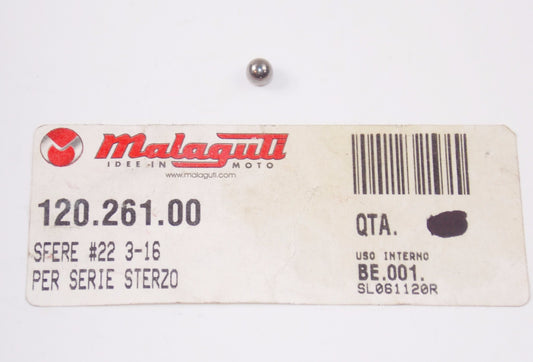 Malaguti
IDEE IN MOTO
www.malaguti.com
120.261.00
SFERE #22 3-16
PER SERIE STERZO
QTA.
USO INTERNO
BE.001.
SL061120R